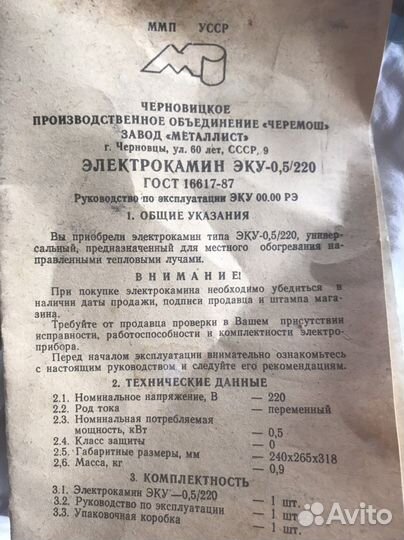 ММП УССР
ЧЕРНОВИЦКОЕ
ПРОИЗВОДСТВЕННОЕ ОБЪЕДИНЕНИЕ «ЧЕРЕМОШ»
ЗАВОД «МЕТАЛЛИСТ»
г. Черновцы, ул. 60 лет, СССР, 9
ЭЛЕКТРОКАМИН ЭКУ-0,5/220
ГОСТ 16617-87
Руководство по эксплуатации ЭКУ 00.00 РЭ
1. ОБЩИЕ УКАЗАНИЯ
Вы приобрели электрокамин типа ЭКУ-0,5/220, универ-
сальный, предназначенный для местного обогревания на-
правленными тепловыми лучами.
ВНИМАНИЕ!
При покупке электрокамина необходимо убедиться в
наличии даты продажи, подписи продавца и штампа мага-
зина.
Требуйте от продавца проверки в Вашем присутствии
исправности, работоспособности и комплектности электро-
прибора.
Перед началом эксплуатации внимательно ознакомьтесь
с настоящим руководством и следуйте его рекомендациям.
2. ТЕХНИЧЕСКИЕ ДАННЫЕ
2.1. Номинальное напряжение, В — 220
2.2. Род тока — переменный
2.3. Номинальная потребляемая
мощность, кВт — 0,5
2.4. Класс защиты — 0
2.5. Габаритные размеры, мм — 240х265х318
2.6. Масса, кг — 0,9
3. КОМПЛЕКТНОСТЬ
3.1. Электрокамин ЭКУ—0,5/220 — 1 шт.
3.2. Руководство по эксплуатации — 1 шт.
3.3. Упаковочная коробка — 1 шт.
Avito